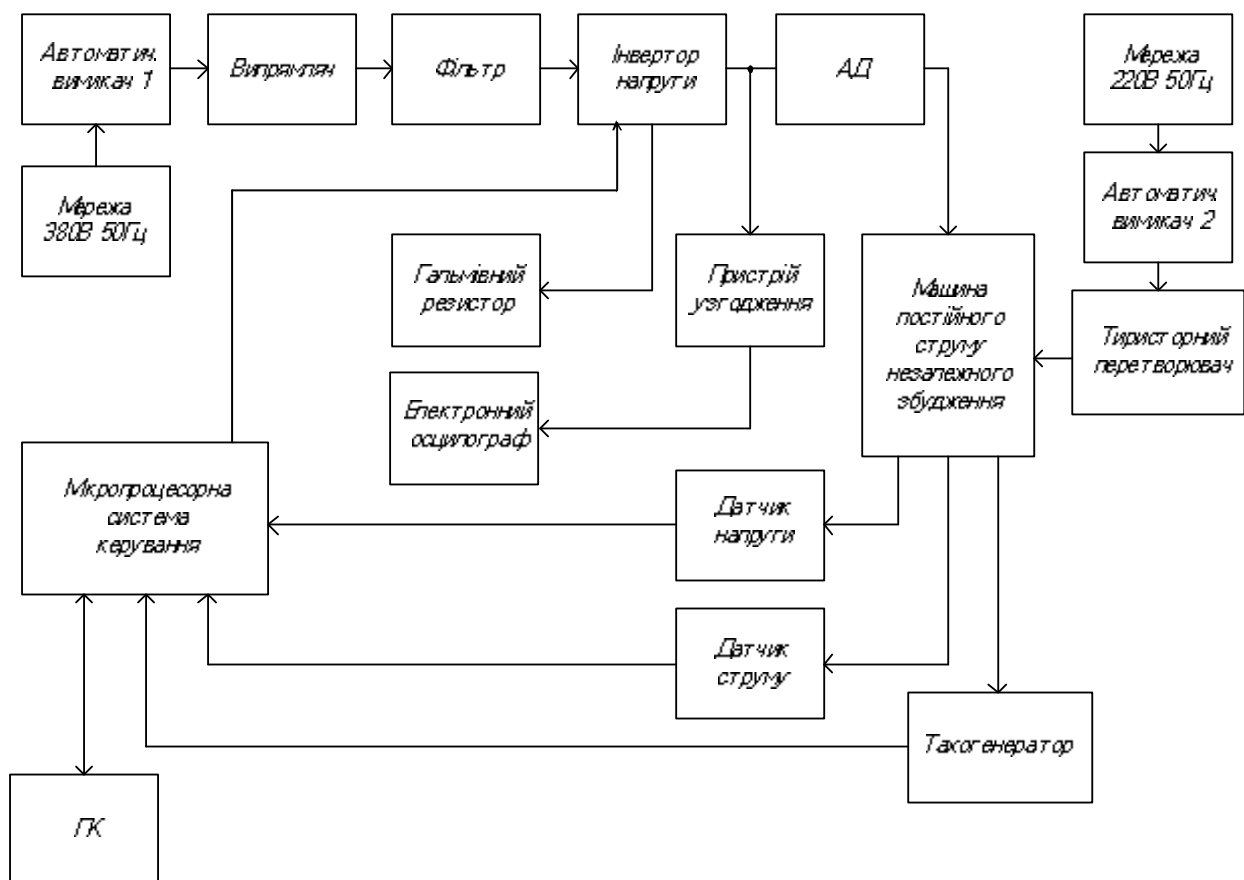 Автоматич.
вимикач 1
Випрямляч
Фільтр
Інвертор
напруги
АД
Мережа
220В 50Гц
Мережа
380В 50Гц
Автоматич.
вимикач 2
Гальмівний
резистор
Пристрій
узгодження
Машина
постійного
струму
незалежного
збудження
Тиристорний
перетворювач
Електронний
осцилограф
Мікропроцесорна
система
керування
Датчик
напруги
Датчик
струму
Тахогенератор
ПК